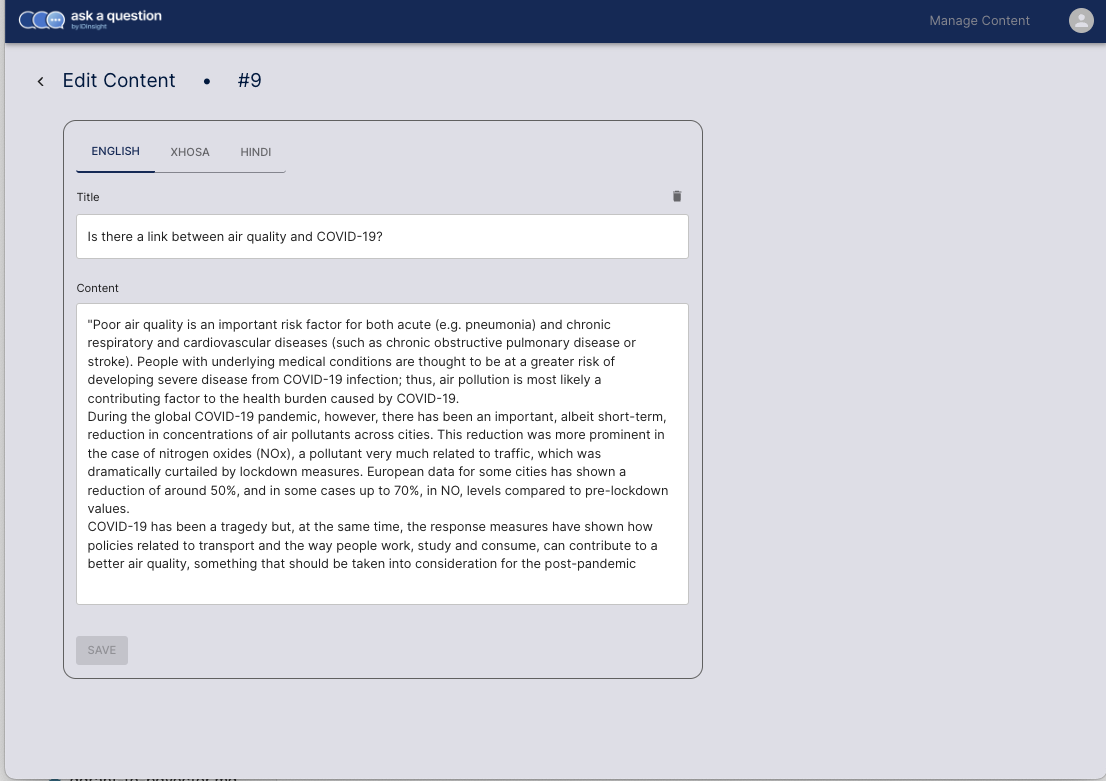 ask a question
by IDinsight
Manage Content
Edit Content • #9
ENGLISH XHOSA HINDI
Title
Is there a link between air quality and COVID-19?
Content
"Poor air quality is an important risk factor for both acute (e.g. pneumonia) and chronic
respiratory and cardiovascular diseases (such as chronic obstructive pulmonary disease or
stroke). People with underlying medical conditions are thought to be at a greater risk of
developing severe disease from COVID-19 infection; thus, air pollution is most likely a
contributing factor to the health burden caused by COVID-19.
During the global COVID-19 pandemic, however, there has been an important, albeit short-term,
reduction in concentrations of air pollutants across cities. This reduction was more prominent in
the case of nitrogen oxides (NOx), a pollutant very much related to traffic, which was
dramatically curtailed by lockdown measures. European data for some cities has shown a
reduction of around 50%, and in some cases up to 70%, in NO, levels compared to pre-lockdown
values.
COVID-19 has been a tragedy but, at the same time, the response measures have shown how
policies related to transport and the way people work, study and consume, can contribute to a
better air quality, something that should be taken into consideration for the post-pandemic
SAVE